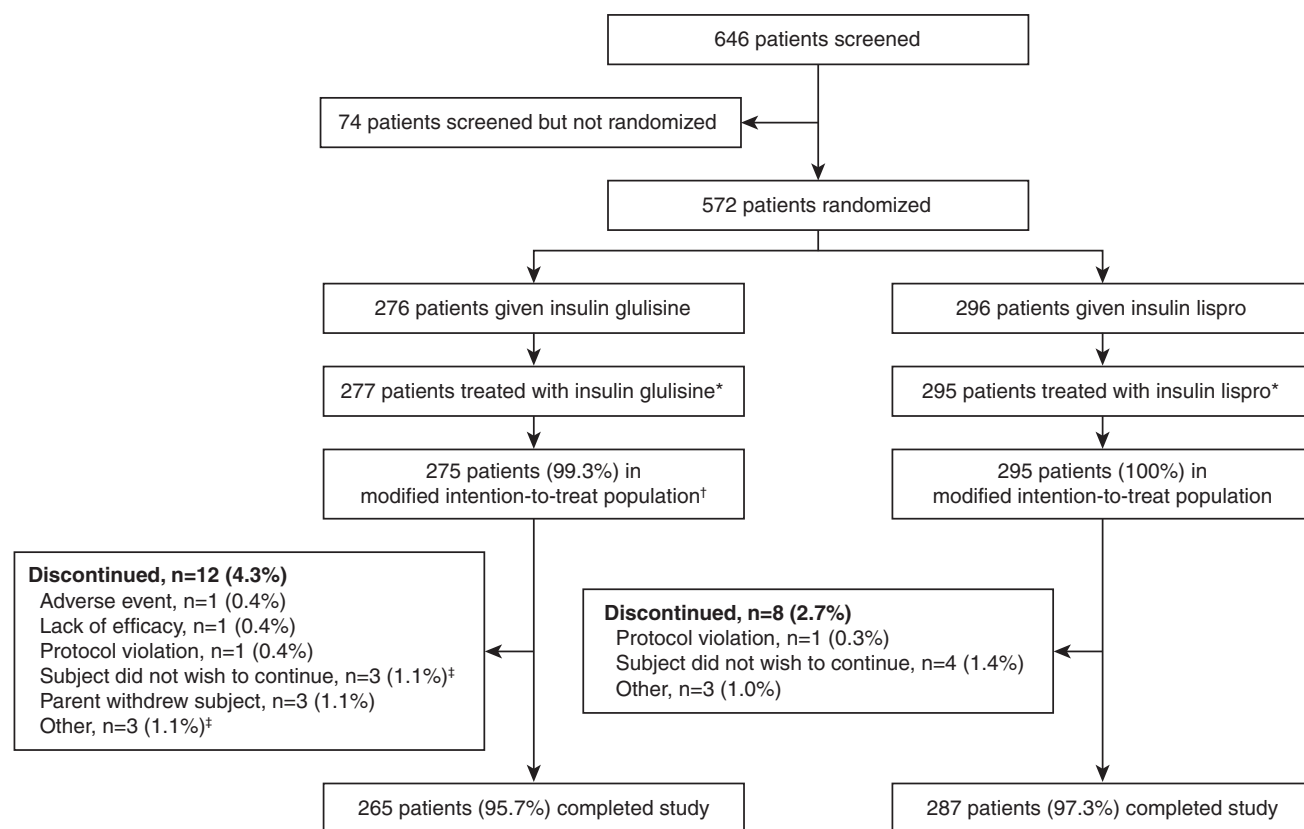 646 patients screened
74 patients screened but not randomized
572 patients randomized
276 patients given insulin glulisine
296 patients given insulin lispro
277 patients treated with insulin glulisine*
295 patients treated with insulin lispro*
275 patients (99.3%) in
modified intention-to-treat population†
295 patients (100%) in
modified intention-to-treat population
Discontinued, n=12 (4.3%)
Adverse event, n=1 (0.4%)
Lack of efficacy, n=1 (0.4%)
Protocol violation, n=1 (0.4%)
Subject did not wish to continue, n=3 (1.1%)‡
Parent withdrew subject, n=3 (1.1%)
Other, n=3 (1.1%)‡
Discontinued, n=8 (2.7%)
Protocol violation, n=1 (0.3%)
Subject did not wish to continue, n=4 (1.4%)
Other, n=3 (1.0%)
265 patients (95.7%) completed study
287 patients (97.3%) completed study